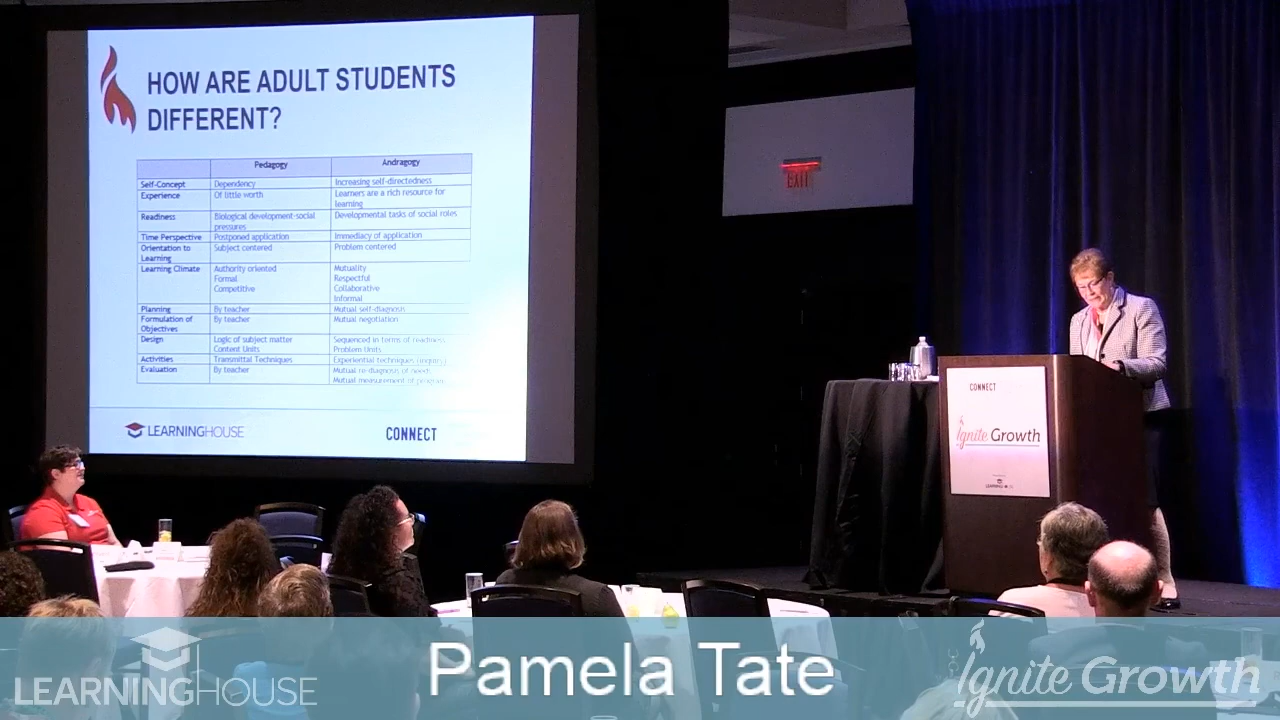 HOW ARE ADULT STUDENTS
DIFFERENT?
Pedagogy Andragogy
Self-Concept Dependency Increasing self-directedness
Experience Of little worth Learners are a rich resource for
learning
Readiness Biological development-social Developmental tasks of social roles
pressures
Time Perspective Postponed application Immediacy of application
Orientation to Subject centered Problem centered
Learning
Learning Climate Authority oriented Mutuality
Formal Respectful
Competitive Collaborative
Informal
Planning By teacher Mutual self-diagnosis
Formulation of By teacher Mutual negotiation
Objectives
Design Logic of subject matter Sequenced in terms of readiness
Content Units Problem Units
Activities Transmittal Techniques Experiential techniques (inquiry)
Evaluation By teacher Mutual re-diagnosis of needs
Mutual measurement of program
LEARNINGHOUSE CONNECT
EXIT
CONNECT
Ignite Growth
LEARNINGHOUSE
Pamela Tate
Ignite Growth